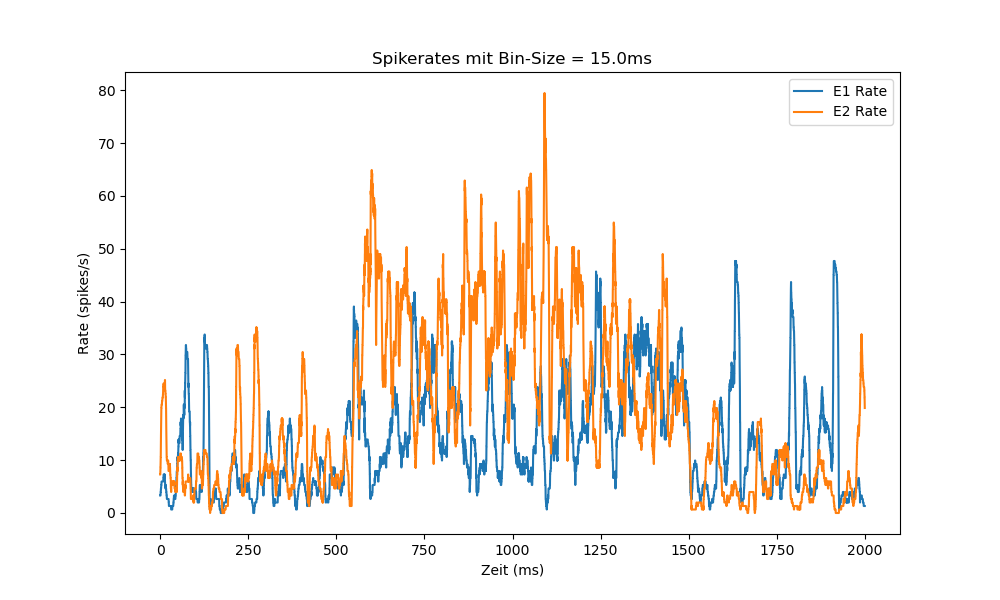 Spikerates mit Bin-Size = 15.0ms
E1 Rate
E2 Rate
80
70
60
50
40
30
20
10
0
Rate (spikes/s)
0 250 500 750 1000 1250 1500 1750 2000
Zeit (ms)